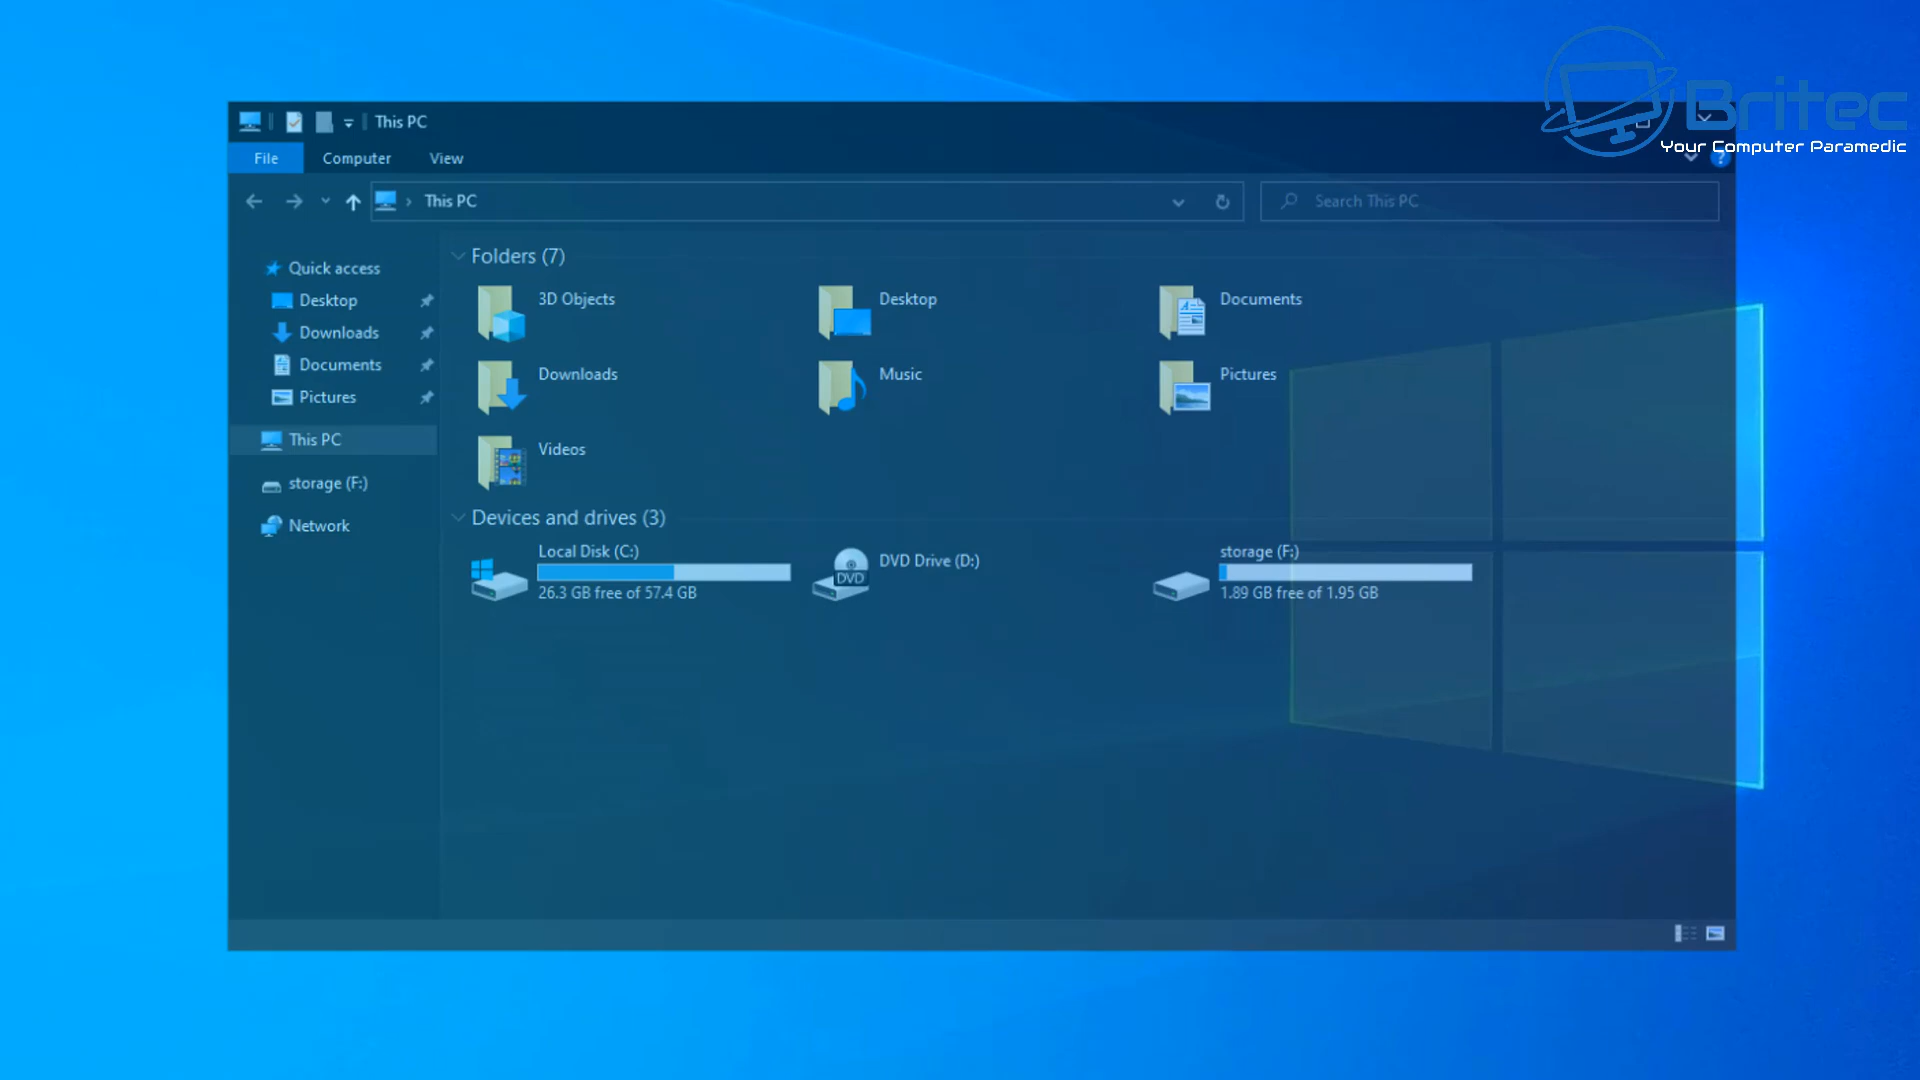 Britec
Your Computer Paramedic
This PC
File
Computer
View
?
This PC
Search This PC
Quick access
Desktop
Downloads
Documents
Pictures
This PC
storage (F:)
Network
Folders (7)
3D Objects
Desktop
Documents
Downloads
Music
Pictures
Videos
Devices and drives (3)
Local Disk (C:)
26.3 GB free of 57.4 GB
DVD
DVD Drive (D:)
storage (F:)
1.89 GB free of 1.95 GB